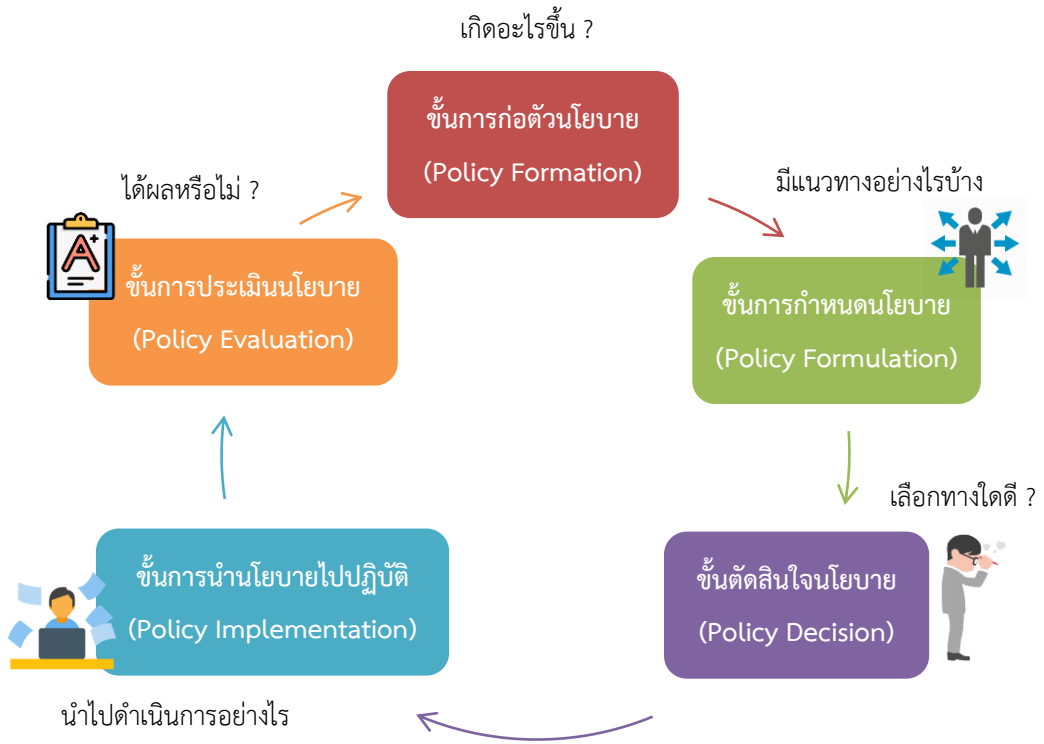 เกิดอะไรขึ้น ?
ขั้นการก่อตัวนโยบาย
(Policy Formation)
มีแนวทางอย่างไรบ้าง
ขั้นการกำหนดนโยบาย
(Policy Formulation)
เลือกทางใดดี ?
ขั้นตัดสินใจนโยบาย
(Policy Decision)
ขั้นการนำนโยบายไปปฏิบัติ
(Policy Implementation)
นำไปดำเนินการอย่างไร
ได้ผลหรือไม่ ?
A+
ขั้นการประเมินนโยบาย
(Policy Evaluation)